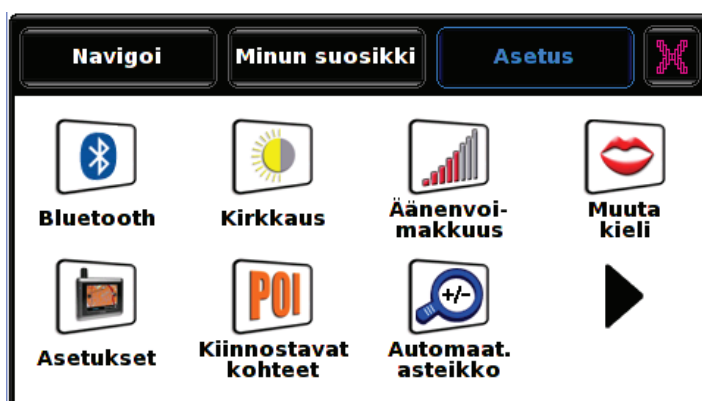 Navigoi
Minun suosikki
Asetus
Bluetooth
Kirkkaus
Äänenvoi-
makkuus
Muuta
kieli
POI
+/-
Asetukset
Kiinnostavat
kohteet
Automaat.
asteikko